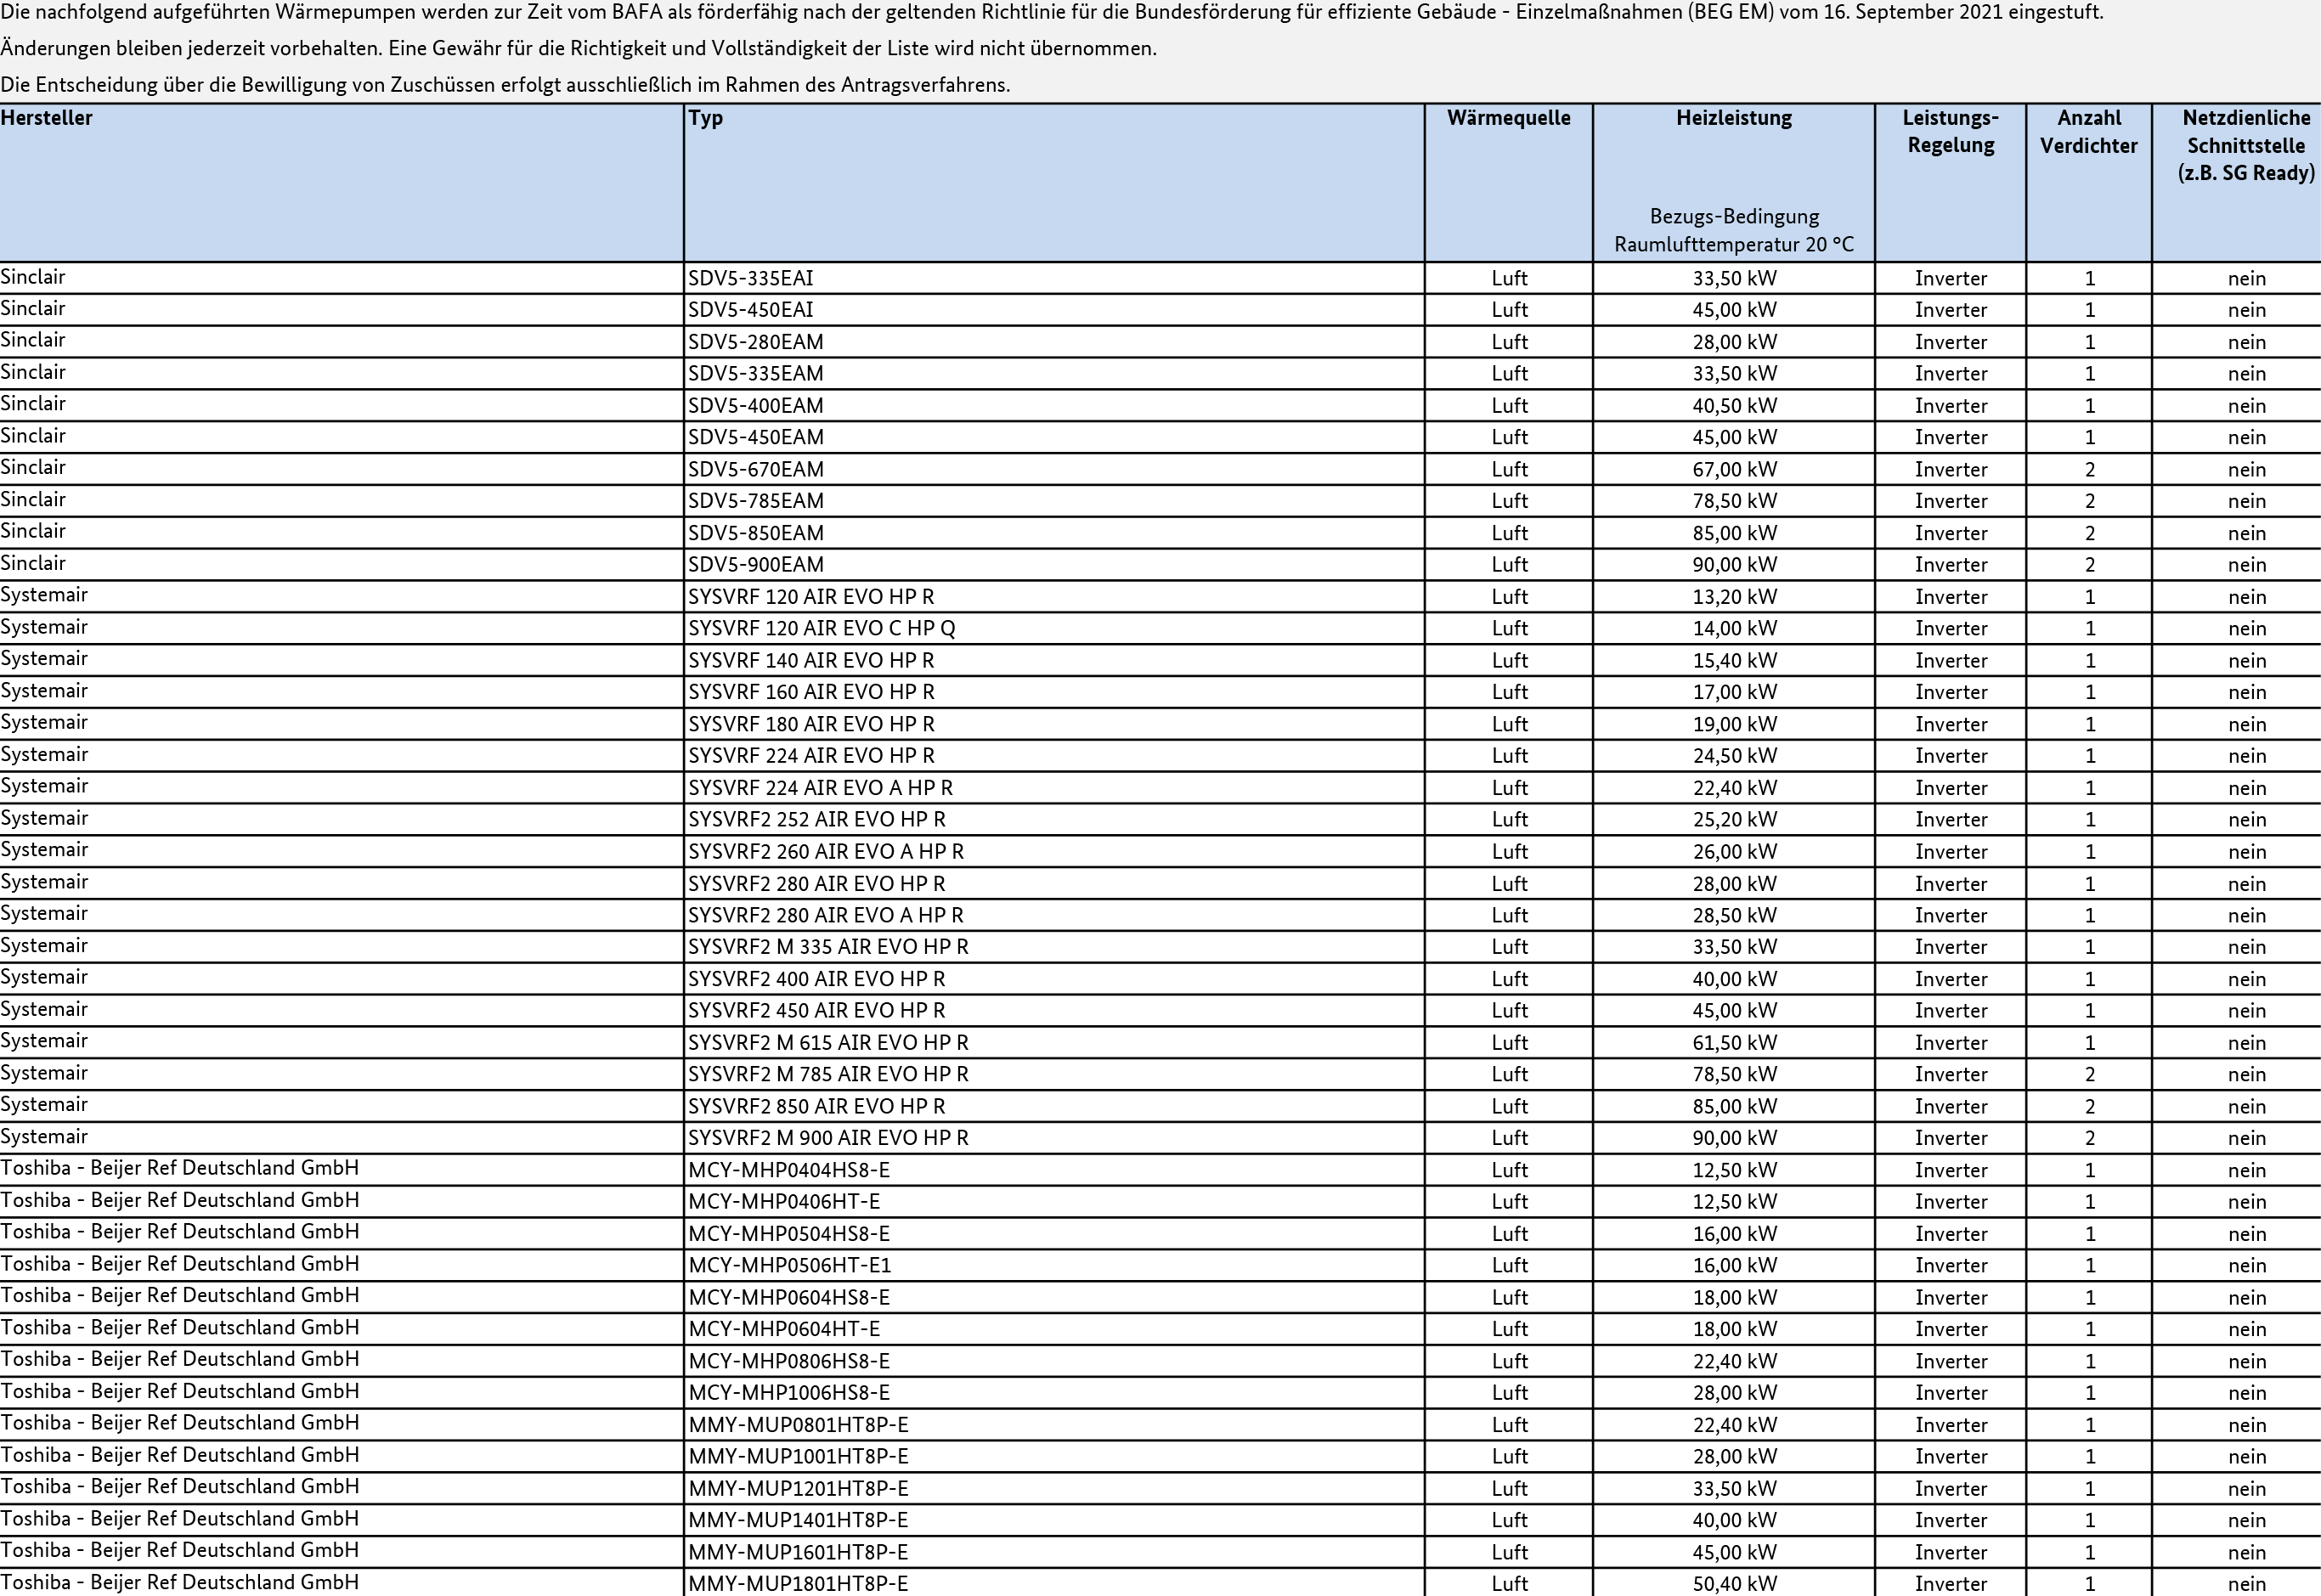 Die nachfolgend aufgeführten Wärmepumpen werden zur Zeit vom BAFA als förderfähig nach der geltenden Richtlinie für die Bundesförderung für effiziente Gebäude - Einzelmaßnahmen (BEG EM) vom 16. September 2021 eingestuft.
Änderungen bleiben jederzeit vorbehalten. Eine Gewähr für die Richtigkeit und Vollständigkeit der Liste wird nicht übernommen.
Die Entscheidung über die Bewilligung von Zuschüssen erfolgt ausschließlich im Rahmen des Antragsverfahrens.
Hersteller Typ Wärmequelle Heizleistung Leistungs- Anzahl Netzdienliche
Regelung Verdichter Schnittstelle
(z.B. SG Ready)
Bezugs-Bedingung
Raumlufttemperatur 20 °C
Sinclair SDV5-335EAI Luft 33,50 kW Inverter 1 nein
Sinclair SDV5-450EAI Luft 45,00 kW Inverter 1 nein
Sinclair SDV5-280EAM Luft 28,00 kW Inverter 1 nein
Sinclair SDV5-335EAM Luft 33,50 kW Inverter 1 nein
Sinclair SDV5-400EAM Luft 40,50 kW Inverter 1 nein
Sinclair SDV5-450EAM Luft 45,00 kW Inverter 1 nein
Sinclair SDV5-670EAM Luft 67,00 kW Inverter 2 nein
Sinclair SDV5-785EAM Luft 78,50 kW Inverter 2 nein
Sinclair SDV5-850EAM Luft 85,00 kW Inverter 2 nein
Sinclair SDV5-900EAM Luft 90,00 kW Inverter 2 nein
Systemair SYSVRF 120 AIR EVO HP R Luft 13,20 kW Inverter 1 nein
Systemair SYSVRF 120 AIR EVO C HP Q Luft 14,00 kW Inverter 1 nein
Systemair SYSVRF 140 AIR EVO HP R Luft 15,40 kW Inverter 1 nein
Systemair SYSVRF 160 AIR EVO HP R Luft 17,00 kW Inverter 1 nein
Systemair SYSVRF 180 AIR EVO HP R Luft 19,00 kW Inverter 1 nein
Systemair SYSVRF 224 AIR EVO HP R Luft 24,50 kW Inverter 1 nein
Systemair SYSVRF 224 AIR EVO A HP R Luft 22,40 kW Inverter 1 nein
Systemair SYSVRF2 252 AIR EVO HP R Luft 25,20 kW Inverter 1 nein
Systemair SYSVRF2 260 AIR EVO A HP R Luft 26,00 kW Inverter 1 nein
Systemair SYSVRF2 280 AIR EVO HP R Luft 28,00 kW Inverter 1 nein
Systemair SYSVRF2 280 AIR EVO A HP R Luft 28,50 kW Inverter 1 nein
Systemair SYSVRF2 M 335 AIR EVO HP R Luft 33,50 kW Inverter 1 nein
Systemair SYSVRF2 400 AIR EVO HP R Luft 40,00 kW Inverter 1 nein
Systemair SYSVRF2 450 AIR EVO HP R Luft 45,00 kW Inverter 1 nein
Systemair SYSVRF2 M 615 AIR EVO HP R Luft 61,50 kW Inverter 1 nein
Systemair SYSVRF2 M 785 AIR EVO HP R Luft 78,50 kW Inverter 2 nein
Systemair SYSVRF2 850 AIR EVO HP R Luft 85,00 kW Inverter 2 nein
Systemair SYSVRF2 M 900 AIR EVO HP R Luft 90,00 kW Inverter 2 nein
Toshiba - Beijer Ref Deutschland GmbH MCY-MHP0404HS8-E Luft 12,50 kW Inverter 1 nein
Toshiba - Beijer Ref Deutschland GmbH MCY-MHP0406HT-E Luft 12,50 kW Inverter 1 nein
Toshiba - Beijer Ref Deutschland GmbH MCY-MHP0504HS8-E Luft 16,00 kW Inverter 1 nein
Toshiba - Beijer Ref Deutschland GmbH MCY-MHP0506HT-E1 Luft 16,00 kW Inverter 1 nein
Toshiba - Beijer Ref Deutschland GmbH MCY-MHP0604HS8-E Luft 18,00 kW Inverter 1 nein
Toshiba - Beijer Ref Deutschland GmbH MCY-MHP0604HT-E Luft 18,00 kW Inverter 1 nein
Toshiba - Beijer Ref Deutschland GmbH MCY-MHP0806HS8-E Luft 22,40 kW Inverter 1 nein
Toshiba - Beijer Ref Deutschland GmbH MCY-MHP1006HS8-E Luft 28,00 kW Inverter 1 nein
Toshiba - Beijer Ref Deutschland GmbH MMY-MUP0801HT8P-E Luft 22,40 kW Inverter 1 nein
Toshiba - Beijer Ref Deutschland GmbH MMY-MUP1001HT8P-E Luft 28,00 kW Inverter 1 nein
Toshiba - Beijer Ref Deutschland GmbH MMY-MUP1201HT8P-E Luft 33,50 kW Inverter 1 nein
Toshiba - Beijer Ref Deutschland GmbH MMY-MUP1401HT8P-E Luft 40,00 kW Inverter 1 nein
Toshiba - Beijer Ref Deutschland GmbH MMY-MUP1601HT8P-E Luft 45,00 kW Inverter 1 nein
Toshiba - Beijer Ref Deutschland GmbH MMY-MUP1801HT8P-E Luft 50,40 kW Inverter 1 nein